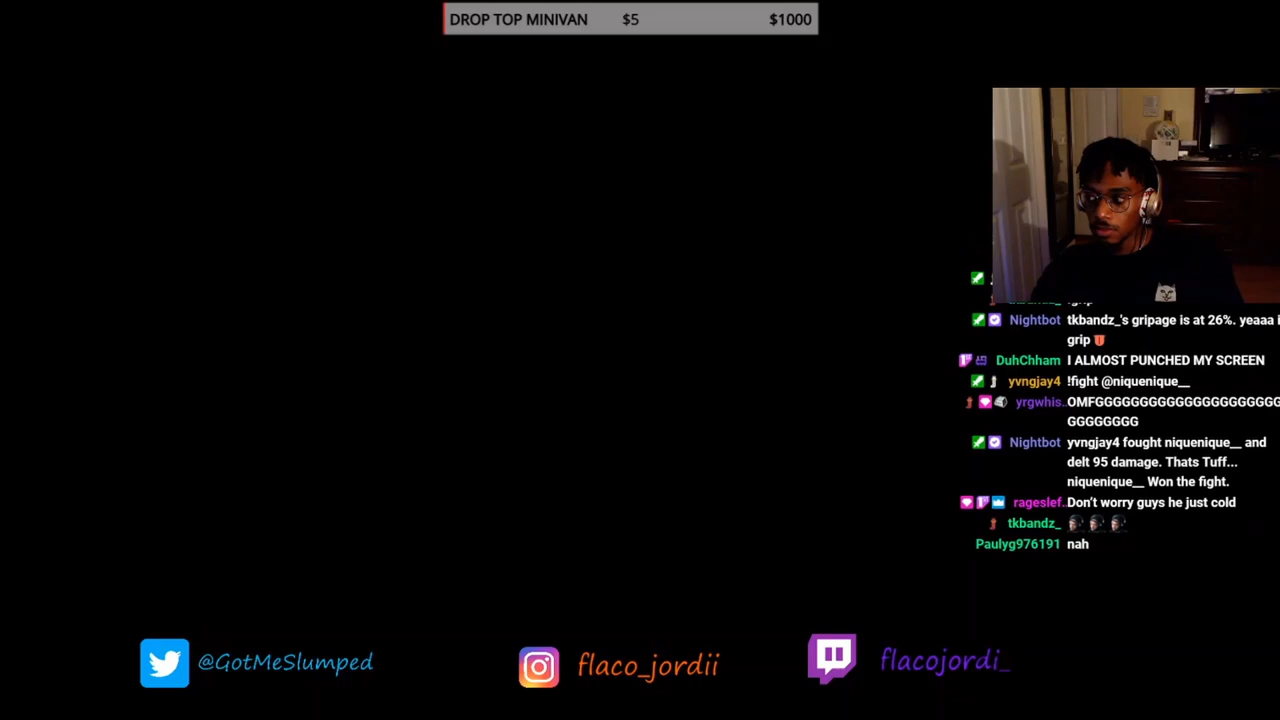 DROP TOP MINIVAN $5 $1000
Nightbot tkbandz_'s gripage is at 26%. yeaaa
grip
DuhChham I ALMOST PUNCHED MY SCREEN
yvngjay4 !fight @niquenique__
yrgwhis.. OMFGGGGGGGGGGGGGGGGGGGGG
GGGGGGGG
Nightbot yvngjay4 fought niquenique__ and
delt 95 damage. Thats Tuff...
niquenique__ Won the fight.
rageslef.. Don't worry guys he just cold
tkbandz_
Paulyg976191 nah
@GotMeSlumped flaco_jordii flacojordi_